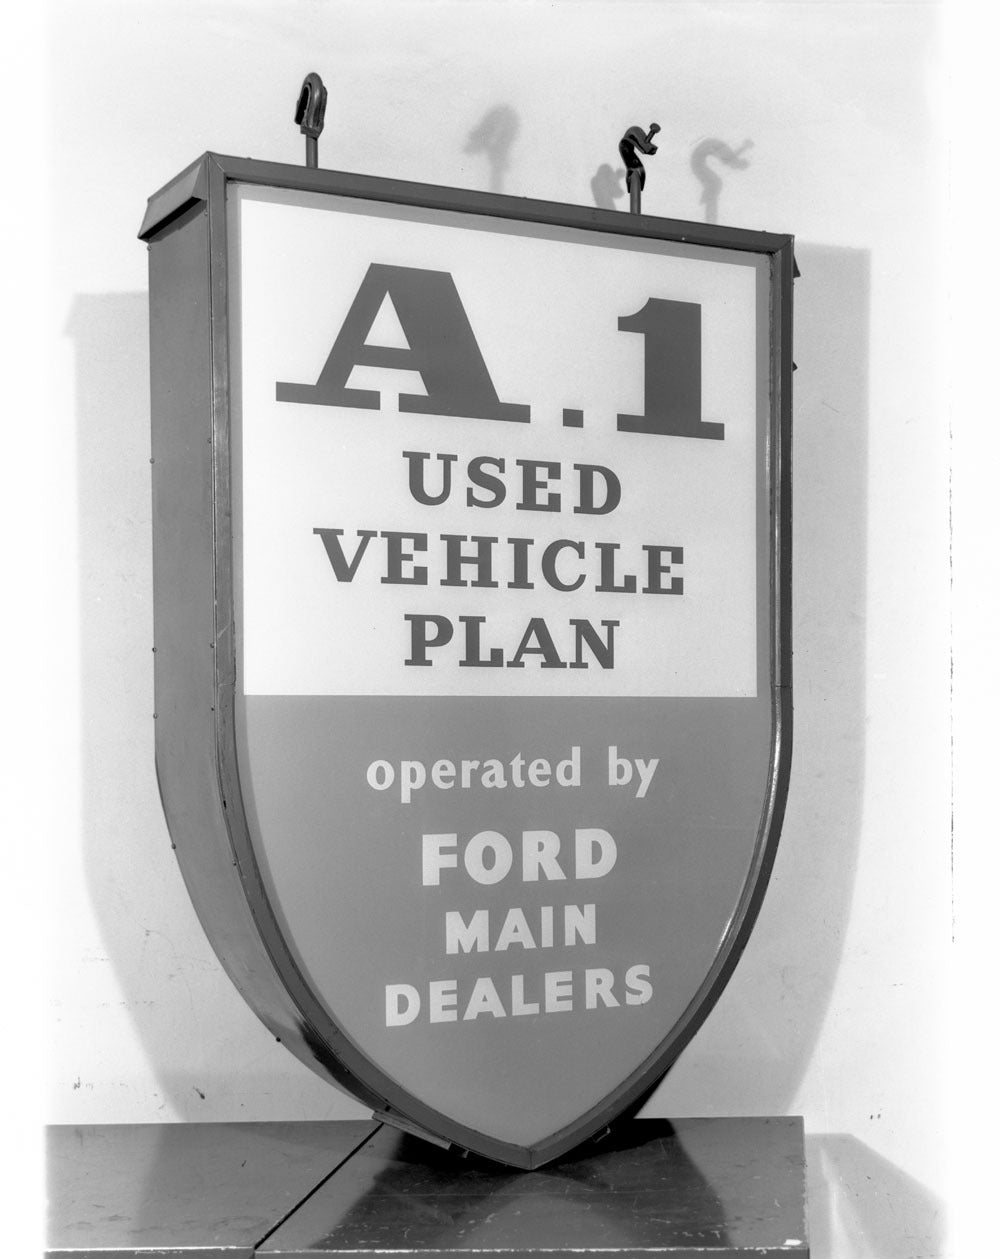 A.1
USED
VEHICLE
PLAN
operated by
FORD
MAIN
DEALERS